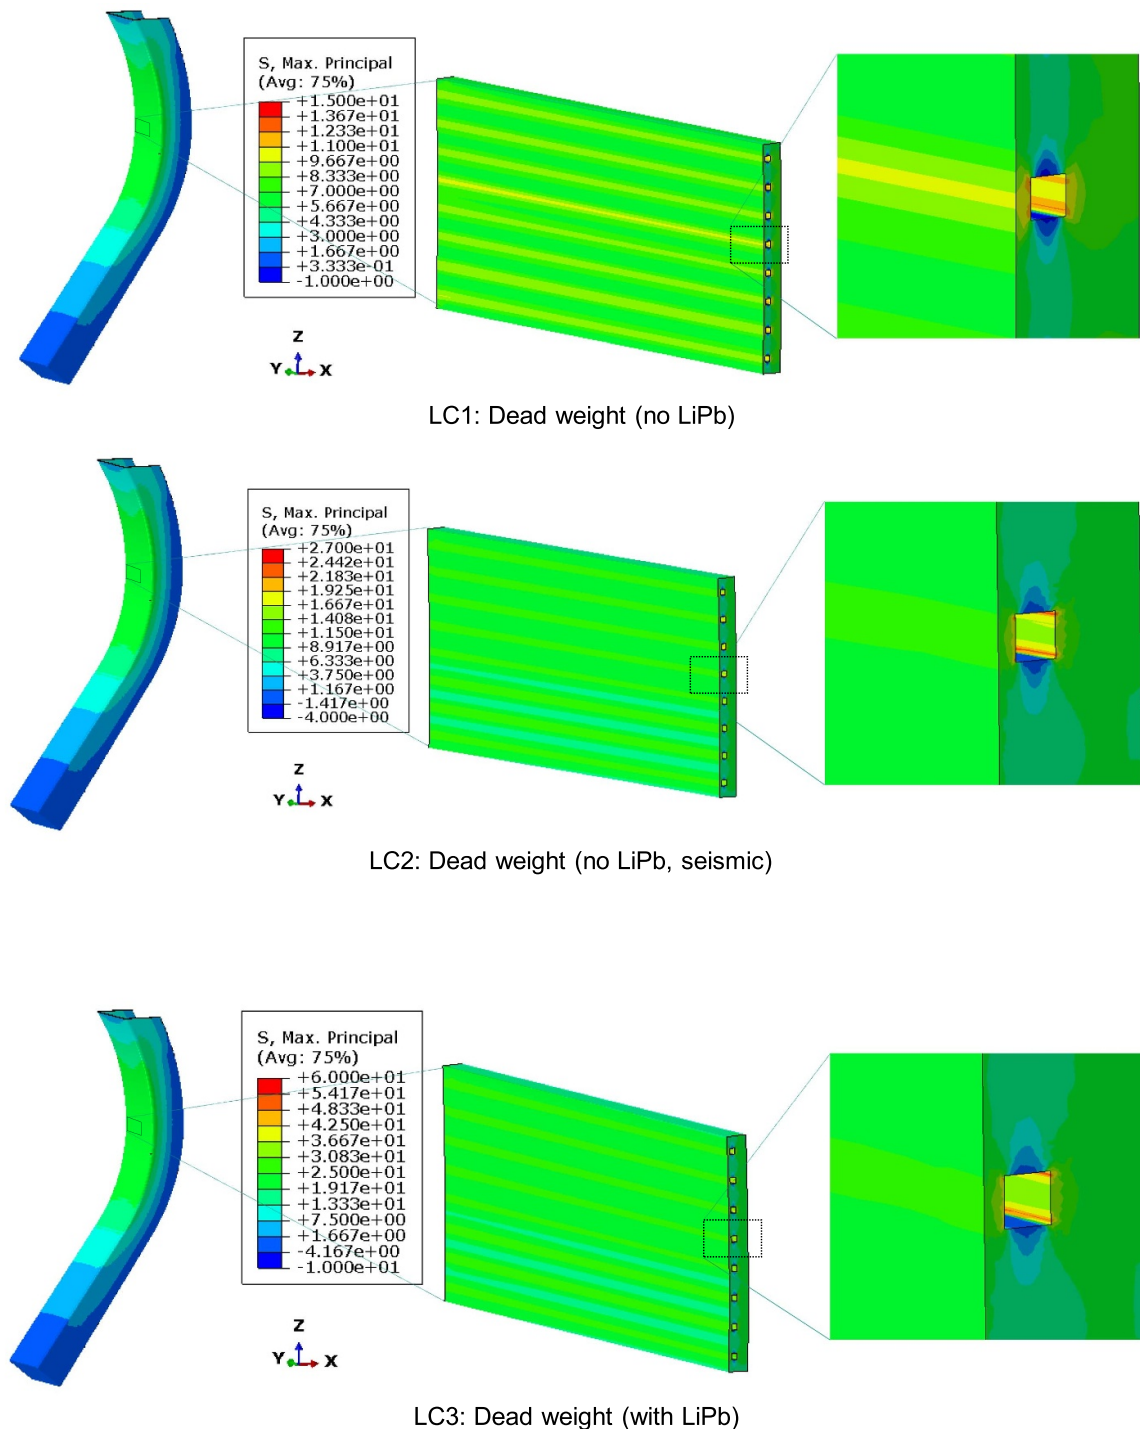 S, Max. Principal
(Avg: 75%)
+1.500e+01
+1.367e+01
+1.233e+01
+1.100e+01
+9.667e+00
+8.333e+00
+7.000e+00
+5.667e+00
+4.333e+00
+3.000e+00
+1.667e+00
+3.333e-01
-1.000e+00
Z
Y X
LC1: Dead weight (no LiPb)
S, Max. Principal
(Avg: 75%)
+2.700e+01
+2.442e+01
+2.183e+01
+1.925e+01
+1.667e+01
+1.408e+01
+1.150e+01
+8.917e+00
+6.333e+00
+3.750e+00
+1.167e+00
-1.417e+00
-4.000e+00
Z
Y X
LC2: Dead weight (no LiPb, seismic)
S, Max. Principal
(Avg: 75%)
+6.000e+01
+5.417e+01
+4.833e+01
+4.250e+01
+3.667e+01
+3.083e+01
+2.500e+01
+1.917e+01
+1.333e+01
+7.500e+00
+1.667e+00
-4.167e+00
-1.000e+01
Z
Y X
LC3: Dead weight (with LiPb)